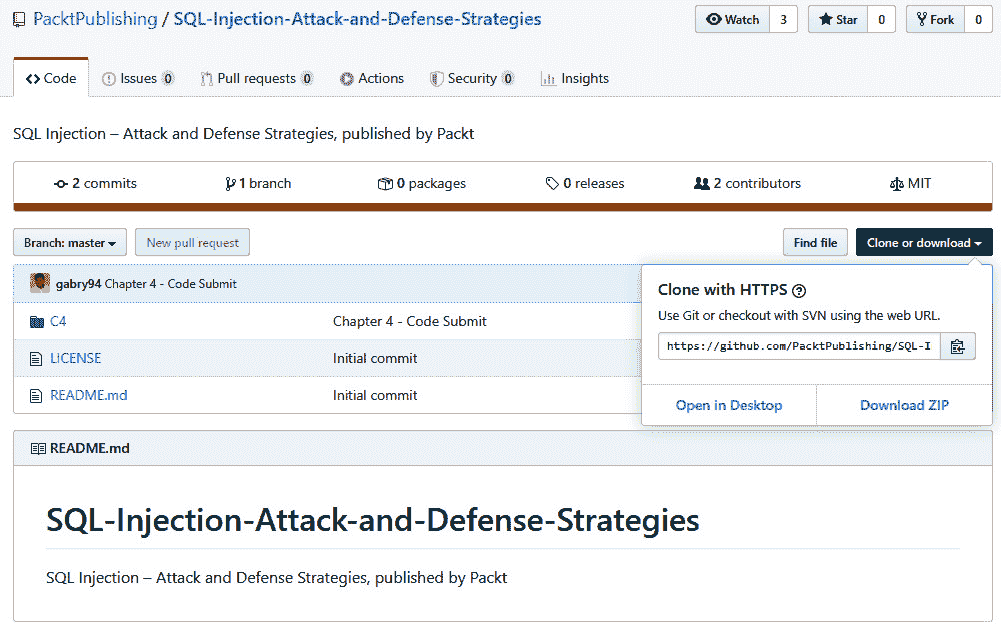 PacktPublishing / SQL-Injection-Attack-and-Defense-Strategies
Watch 3 Star 0 Fork 0
Code Issues 0 Pull requests 0 Actions Security 0 Insights
SQL Injection – Attack and Defense Strategies, published by Packt
2 commits 1 branch 0 packages 0 releases 2 contributors MIT
Branch: master New pull request Find file Clone or download
gabry94 Chapter 4 - Code Submit
C4 Chapter 4 - Code Submit
LICENSE Initial commit
README.md Initial commit
Clone with HTTPS ?
Use Git or checkout with SVN using the web URL.
https://github.com/PacktPublishing/SQL-I
Open in Desktop Download ZIP
README.md
SQL-Injection-Attack-and-Defense-Strategies
SQL Injection – Attack and Defense Strategies, published by Packt